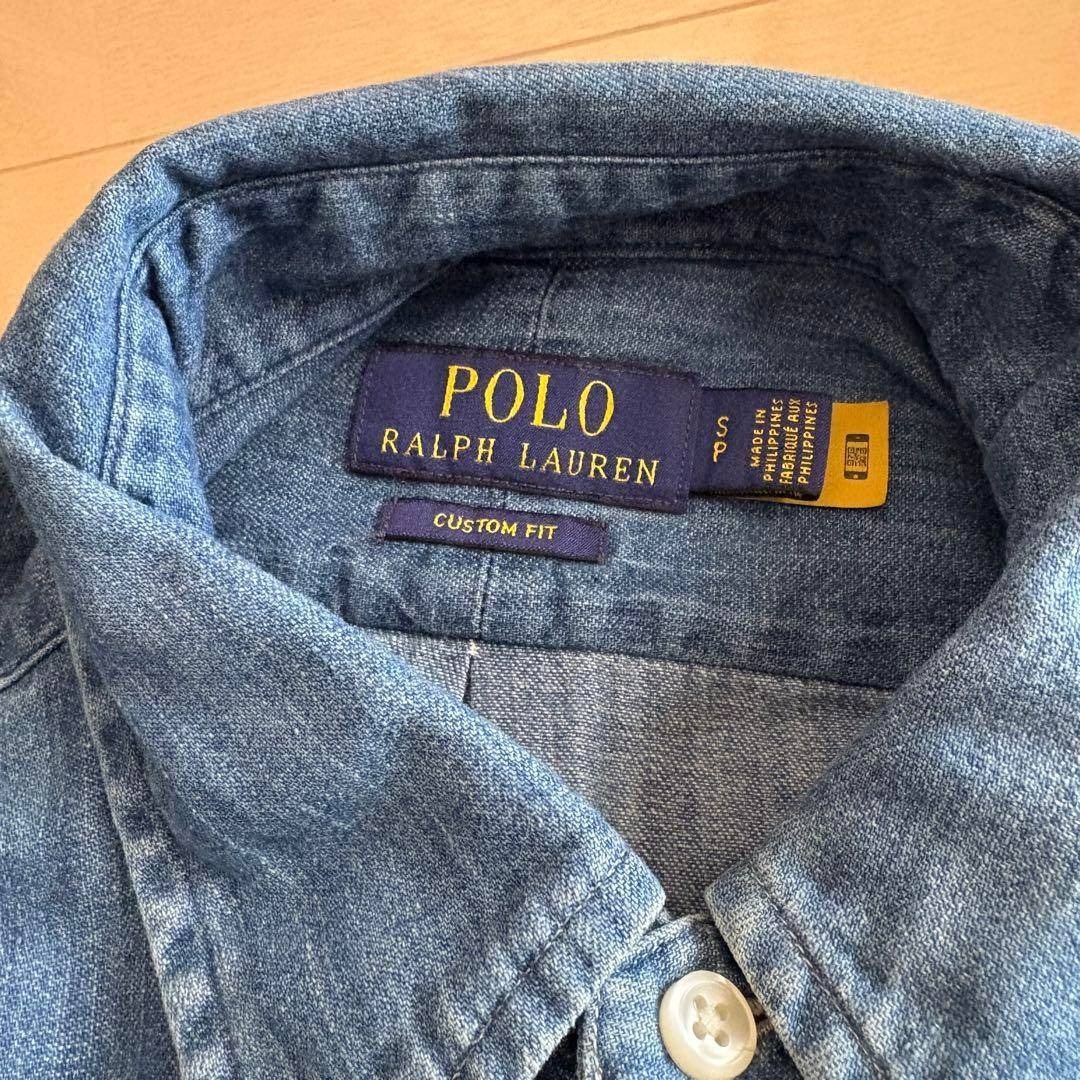 POLO
RALPH LAUREN
CUSTOM FIT
S
P
MADE IN
PHILIPPINES
FABRIQUÉ AUX
PHILIPPINES